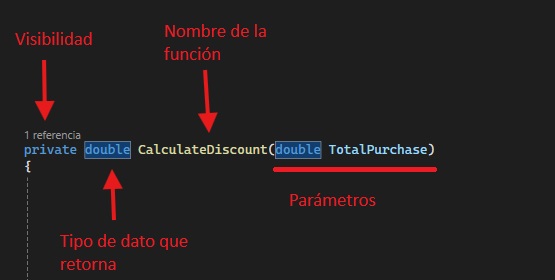 Visibilidad
Nombre de la
función
1 referencia
private double CalculateDiscount(double TotalPurchase)
{
Parámetros
Tipo de dato que
retorna